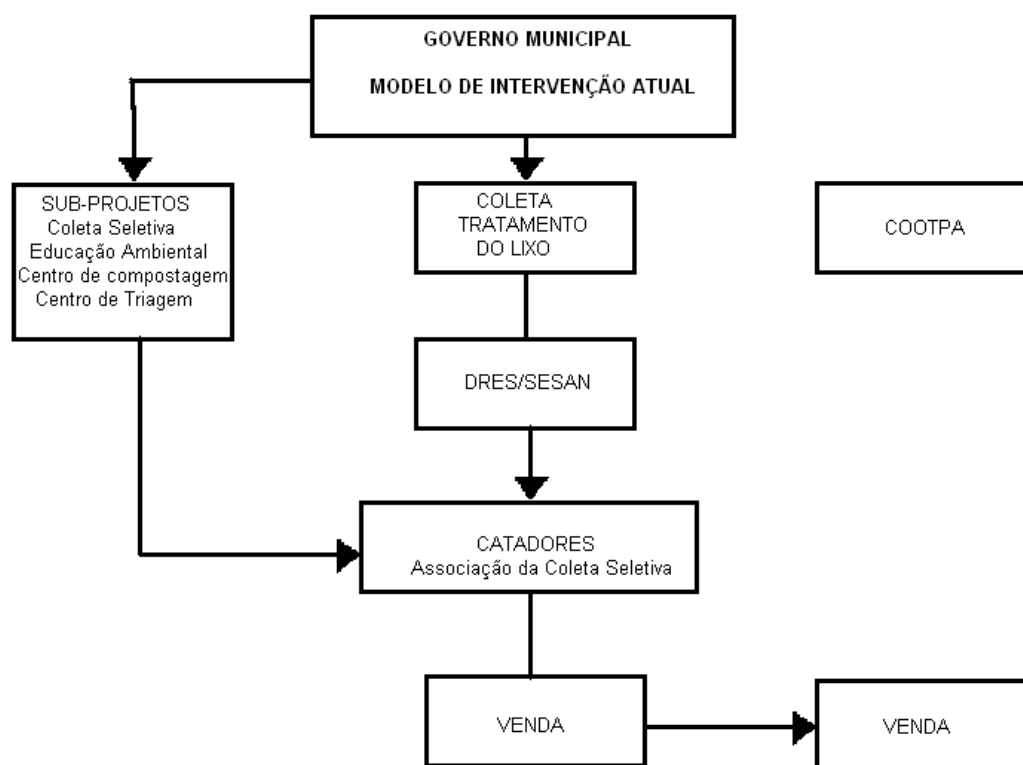 GOVERNO MUNICIPAL
MODELO DE INTERVENÇÃO ATUAL
SUB-PROJETOS
Coleta Seletiva
Educação Ambiental
Centro de compostagem
Centro de Triagem
COLETA
TRATAMENTO
DO LIXO
COOTPA
DRES/SESAN
CATADORES
Associação da Coleta Seletiva
VENDA
VENDA